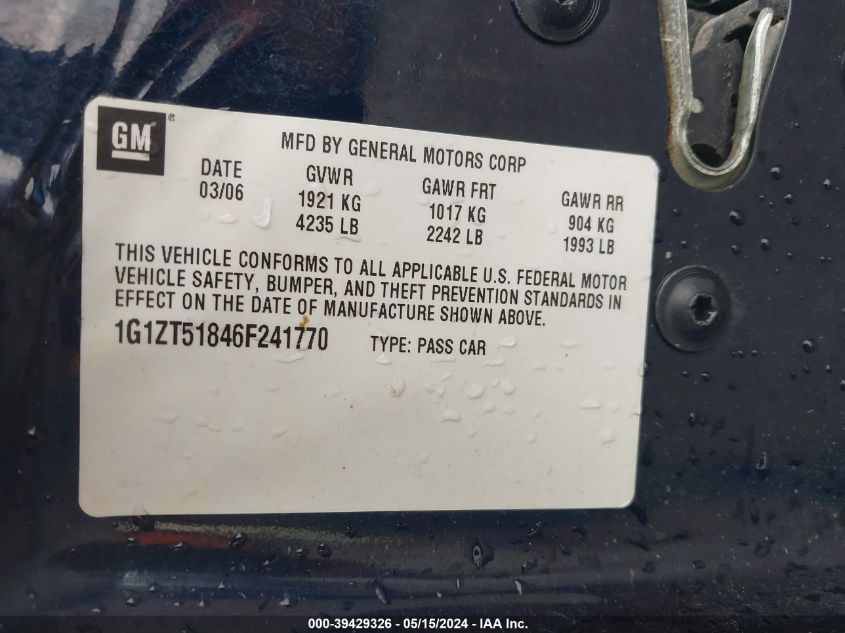 GM®
MFD BY GENERAL MOTORS CORP
DATE GVWR GAWR FRT GAWR RR
03/06 1921 KG 1017 KG 904 KG
4235 LB 2242 LB 1993 LB
THIS VEHICLE CONFORMS TO ALL APPLICABLE U.S. FEDERAL MOTOR
VEHICLE SAFETY, BUMPER, AND THEFT PREVENTION STANDARDS IN
EFFECT ON THE DATE OF MANUFACTURE SHOWN ABOVE.
1G1ZT51846F241770 TYPE: PASS CAR
000-39429326 - 05/15/2024 - IAA Inc.